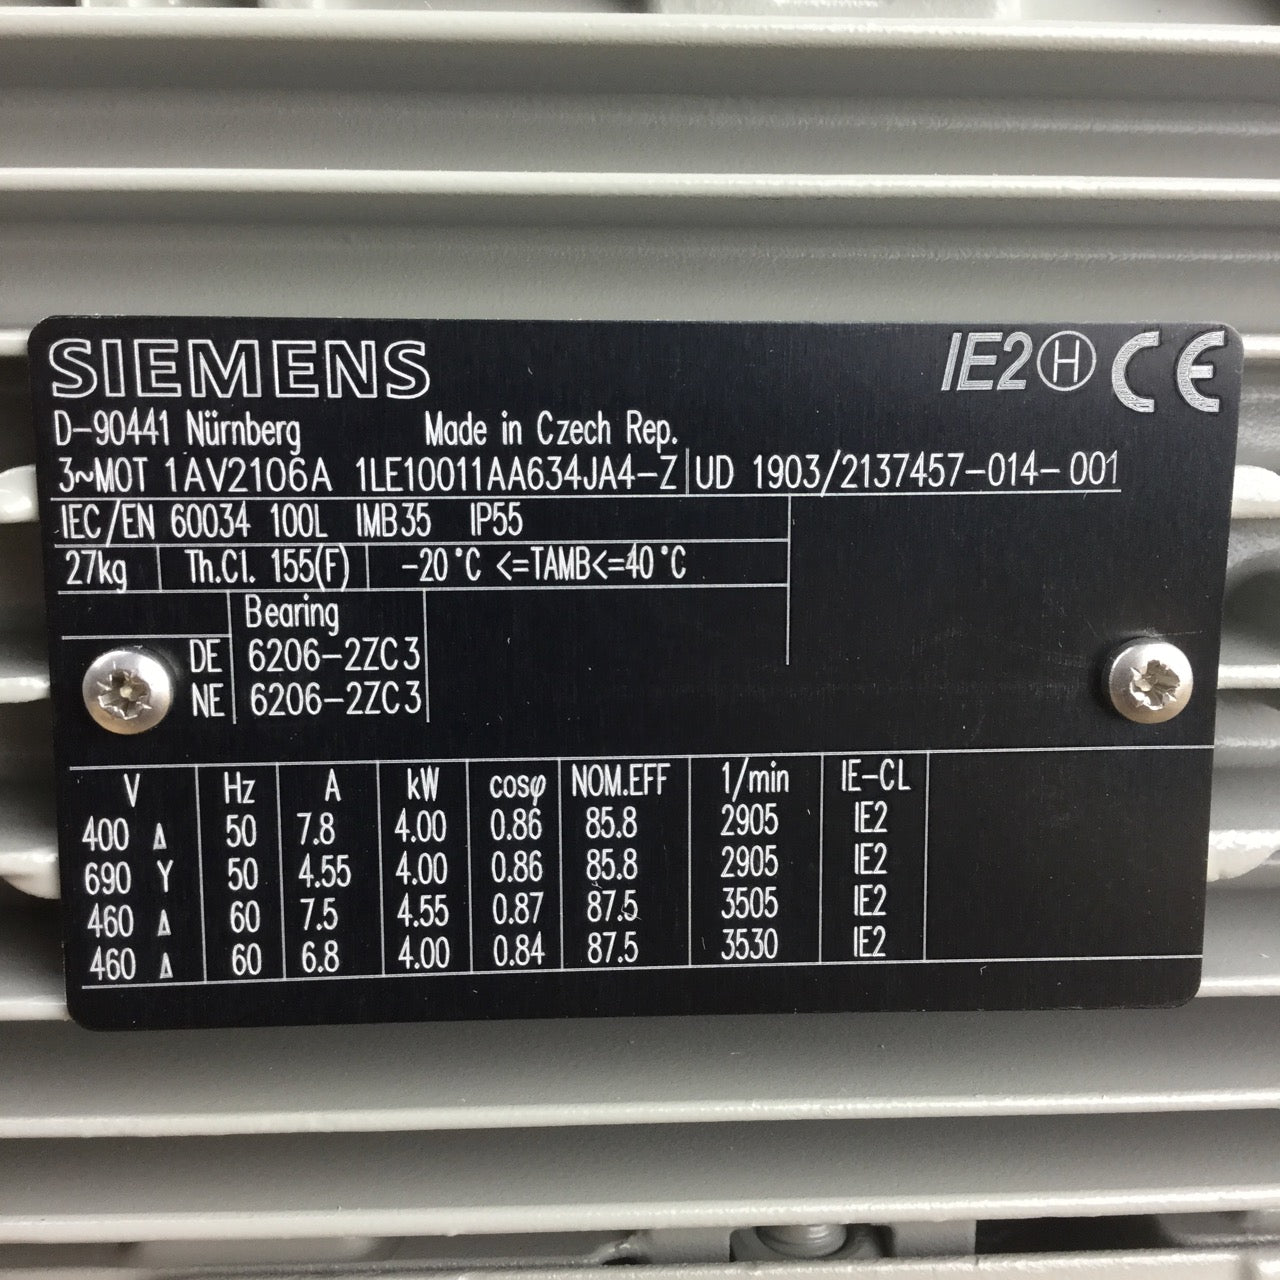 SIEMENS IE2 Ⓗ CE
D-90441 Nürnberg Made in Czech Rep.
3~MOT 1AV2106A 1LE10011AA634JA4-Z UD 1903/2137457-014-001
IEC/EN 60034 100L IMB35 IP55
27kg Th.Cl. 155(F) -20°C <=TAMB<=40°C
Bearing
DE 6206-2ZC3
NE 6206-2ZC3
V Hz A kW cosφ NOM.EFF 1/min IE-CL
400 Δ 50 7.8 4.00 0.86 85.8 2905 IE2
690 Y 50 4.55 4.00 0.86 85.8 2905 IE2
460 Δ 60 7.5 4.55 0.87 87.5 3505 IE2
460 Δ 60 6.8 4.00 0.84 87.5 3530 IE2